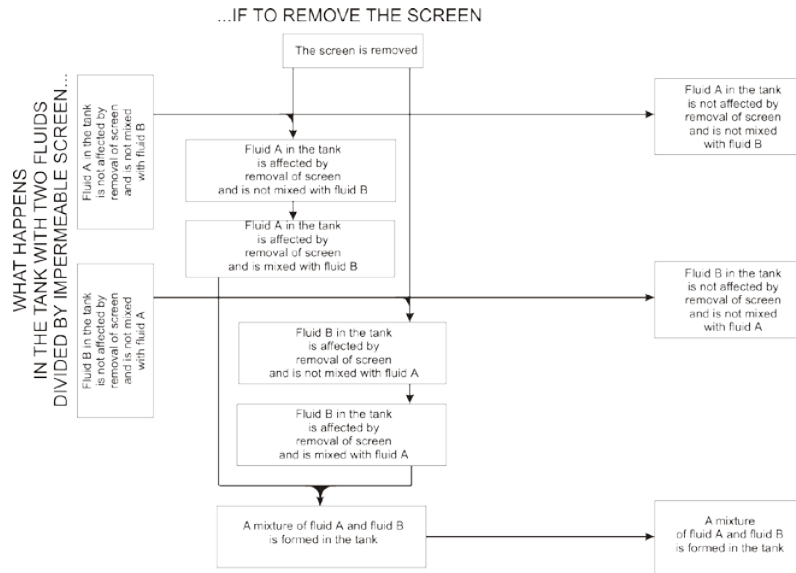 ...IF TO REMOVE THE SCREEN
The screen is removed
WHAT HAPPENS
IN THE TANK WITH TWO FLUIDS
DIVIDED BY IMPERMEABLE SCREEN...
Fluid A in the tank
is not affected by
removal of screen
and is not mixed
with fluid B
Fluid A in the tank
is not affected by
removal of screen
and is not mixed with
fluid B
Fluid A in the tank
is affected by
removal of screen
and is not mixed with fluid B
Fluid A in the tank
is affected by
removal of screen
and is mixed with fluid B
Fluid B in the tank
is not affected by
removal of screen
and is not mixed
with fluid A
Fluid B in the tank
is not affected by
removal of screen
and is not mixed
with fluid A
Fluid B in the tank
is affected by
removal of screen
and is not mixed with fluid A
Fluid B in the tank
is affected by
removal of screen
and is mixed with fluid A
A mixture of fluid A and fluid B
is formed in the tank
A mixture
of fluid A and fluid B
is formed in the tank